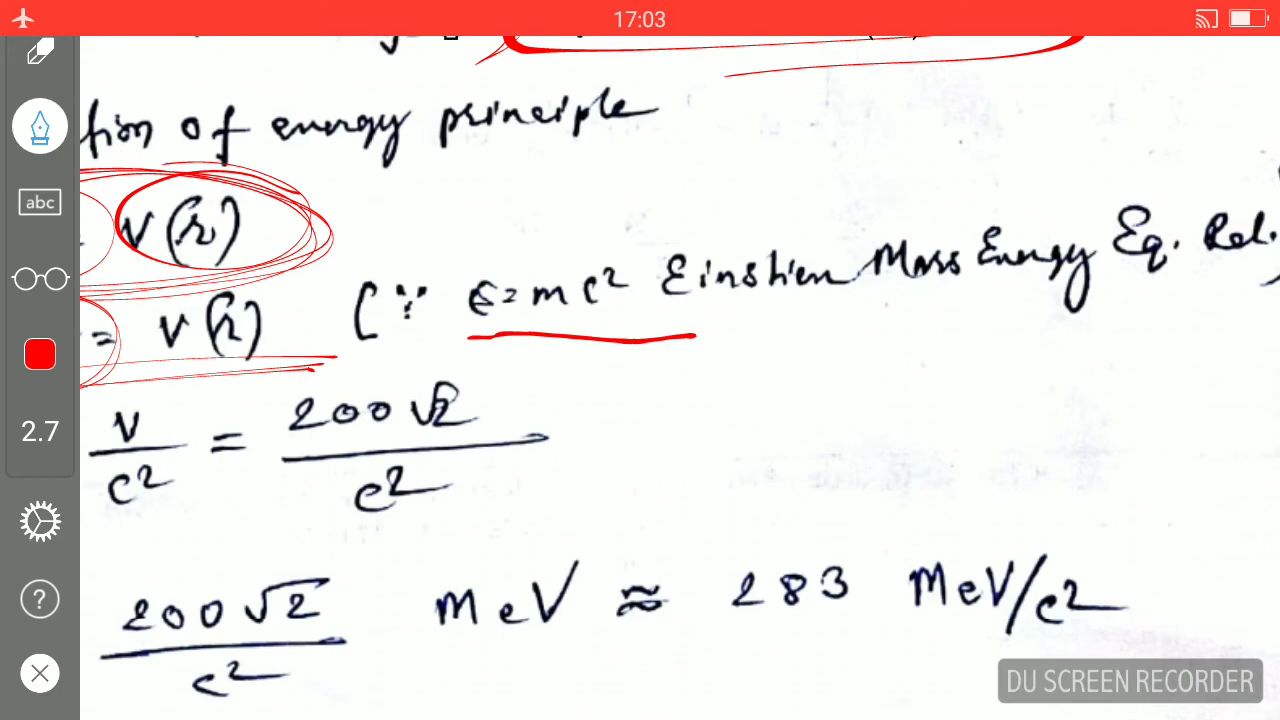 17:03
tion of energy principle
V(r)
= V(r) (∵ E=mc² Einstien Mass Energy Eq. Rel.)
V/c² = 200√2/c²
200√2/c² MeV ≈ 283 MeV/c²
abc
2.7
?
DU SCREEN RECORDER